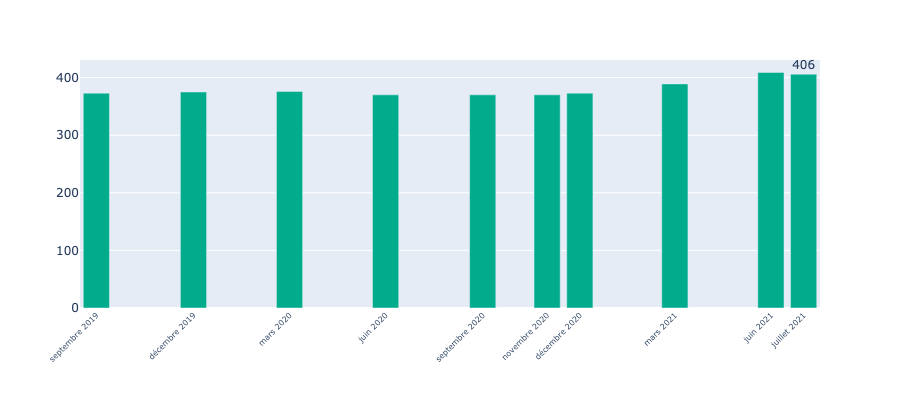 406
400
300
200
100
0
septembre 2019
décembre 2019
mars 2020
juin 2020
septembre 2020
novembre 2020
décembre 2020
mars 2021
juin 2021
juillet 2021